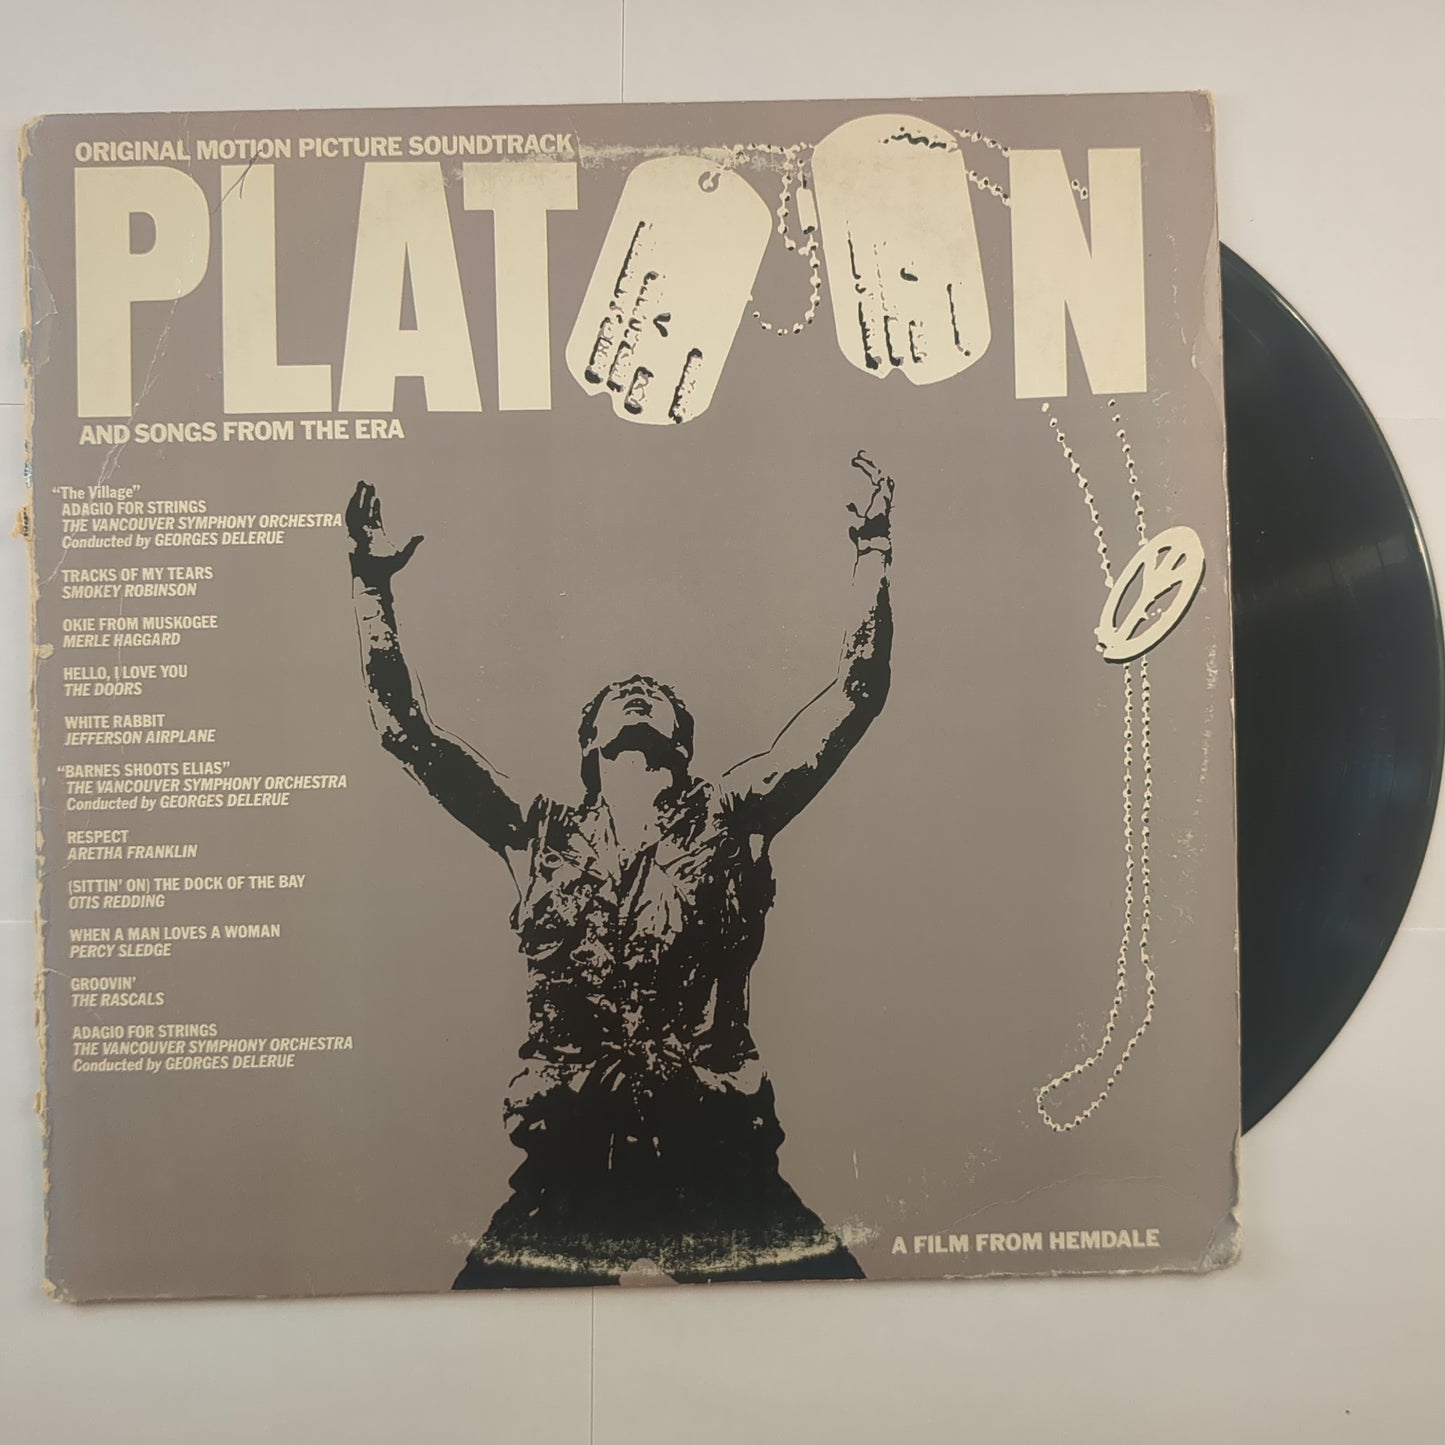 ORIGINAL MOTION PICTURE SOUNDTRACK
PLATOON
AND SONGS FROM THE ERA
"The Village"
ADAGIO FOR STRINGS
THE VANCOUVER SYMPHONY ORCHESTRA
Conducted by GEORGES DELERUE
TRACKS OF MY TEARS
SMOKEY ROBINSON
OKIE FROM MUSKOGEE
MERLE HAGGARD
HELLO, I LOVE YOU
THE DOORS
WHITE RABBIT
JEFFERSON AIRPLANE
"BARNES SHOOTS ELIAS"
THE VANCOUVER SYMPHONY ORCHESTRA
Conducted by GEORGES DELERUE
RESPECT
ARETHA FRANKLIN
(SITTIN' ON) THE DOCK OF THE BAY
OTIS REDDING
WHEN A MAN LOVES A WOMAN
PERCY SLEDGE
GROOVIN'
THE RASCALS
ADAGIO FOR STRINGS
THE VANCOUVER SYMPHONY ORCHESTRA
Conducted by GEORGES DELERUE
A FILM FROM HEMDALE